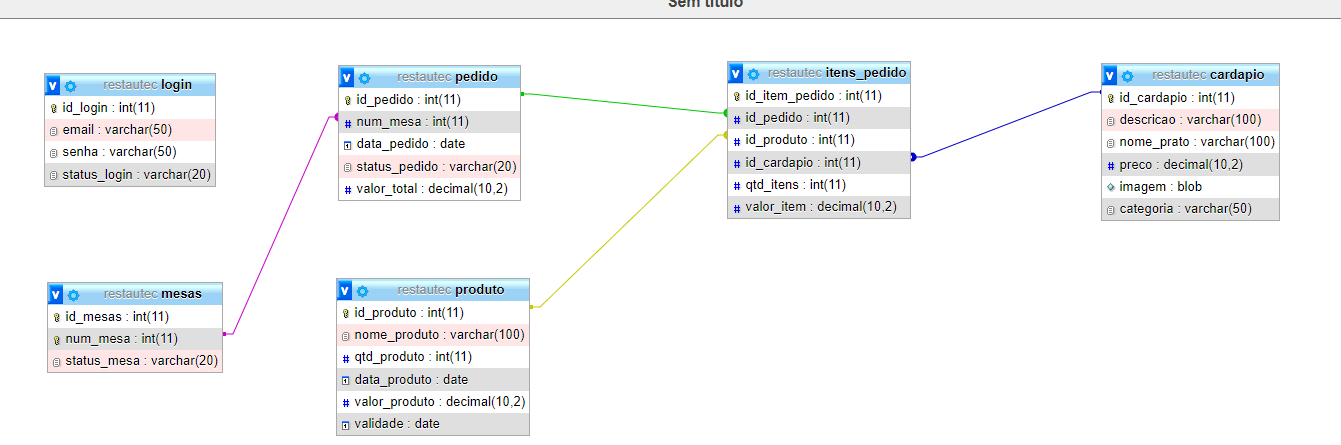 Sem título
restautec login
id_login : int(11)
email : varchar(50)
senha : varchar(50)
status_login : varchar(20)
restautec pedido
id_pedido : int(11)
num_mesa : int(11)
data_pedido : date
status_pedido : varchar(20)
valor_total : decimal(10,2)
restautec itens_pedido
id_item_pedido : int(11)
id_pedido : int(11)
id_produto : int(11)
id_cardapio : int(11)
qtd_itens : int(11)
valor_item : decimal(10,2)
restautec cardapio
id_cardapio : int(11)
descricao : varchar(100)
nome_prato : varchar(100)
preco : decimal(10,2)
imagem : blob
categoria : varchar(50)
restautec mesas
id_mesas : int(11)
num_mesa : int(11)
status_mesa : varchar(20)
restautec produto
id_produto : int(11)
nome_produto : varchar(100)
qtd_produto : int(11)
data_produto : date
valor_produto : decimal(10,2)
validade : date